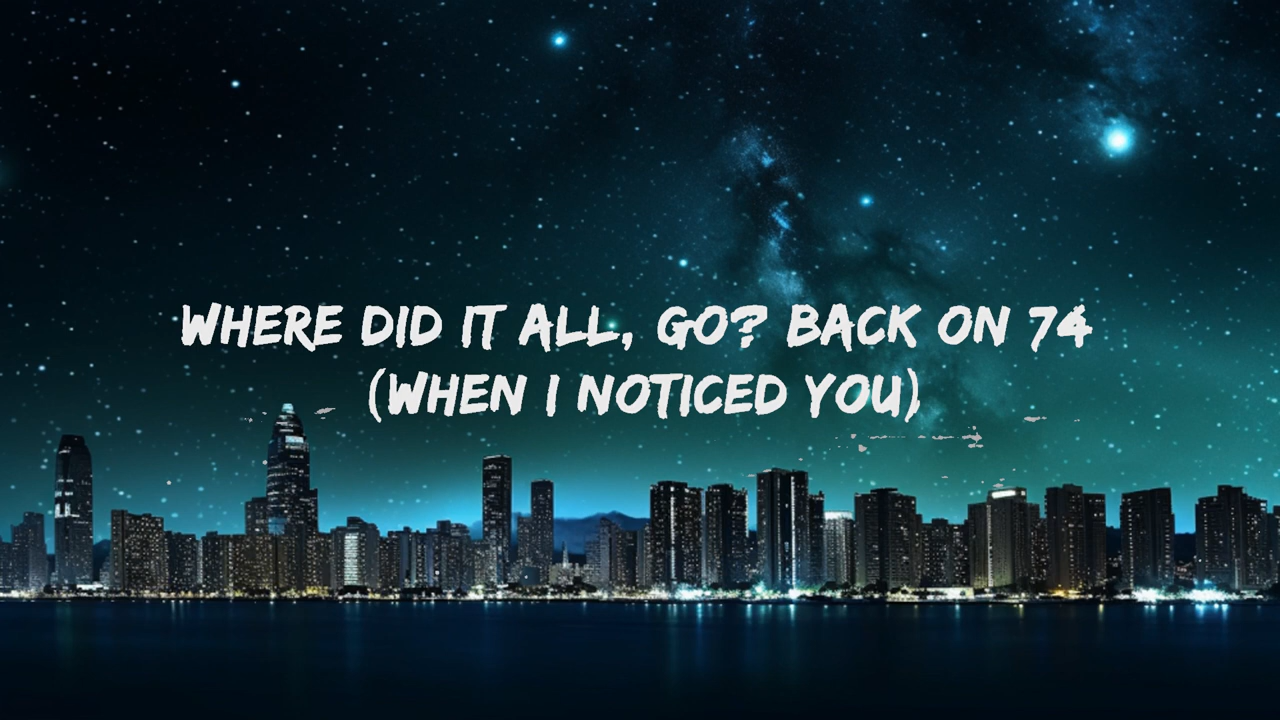 WHERE DID IT ALL, GO? BACK ON 74
(WHEN I NOTICED YOU)